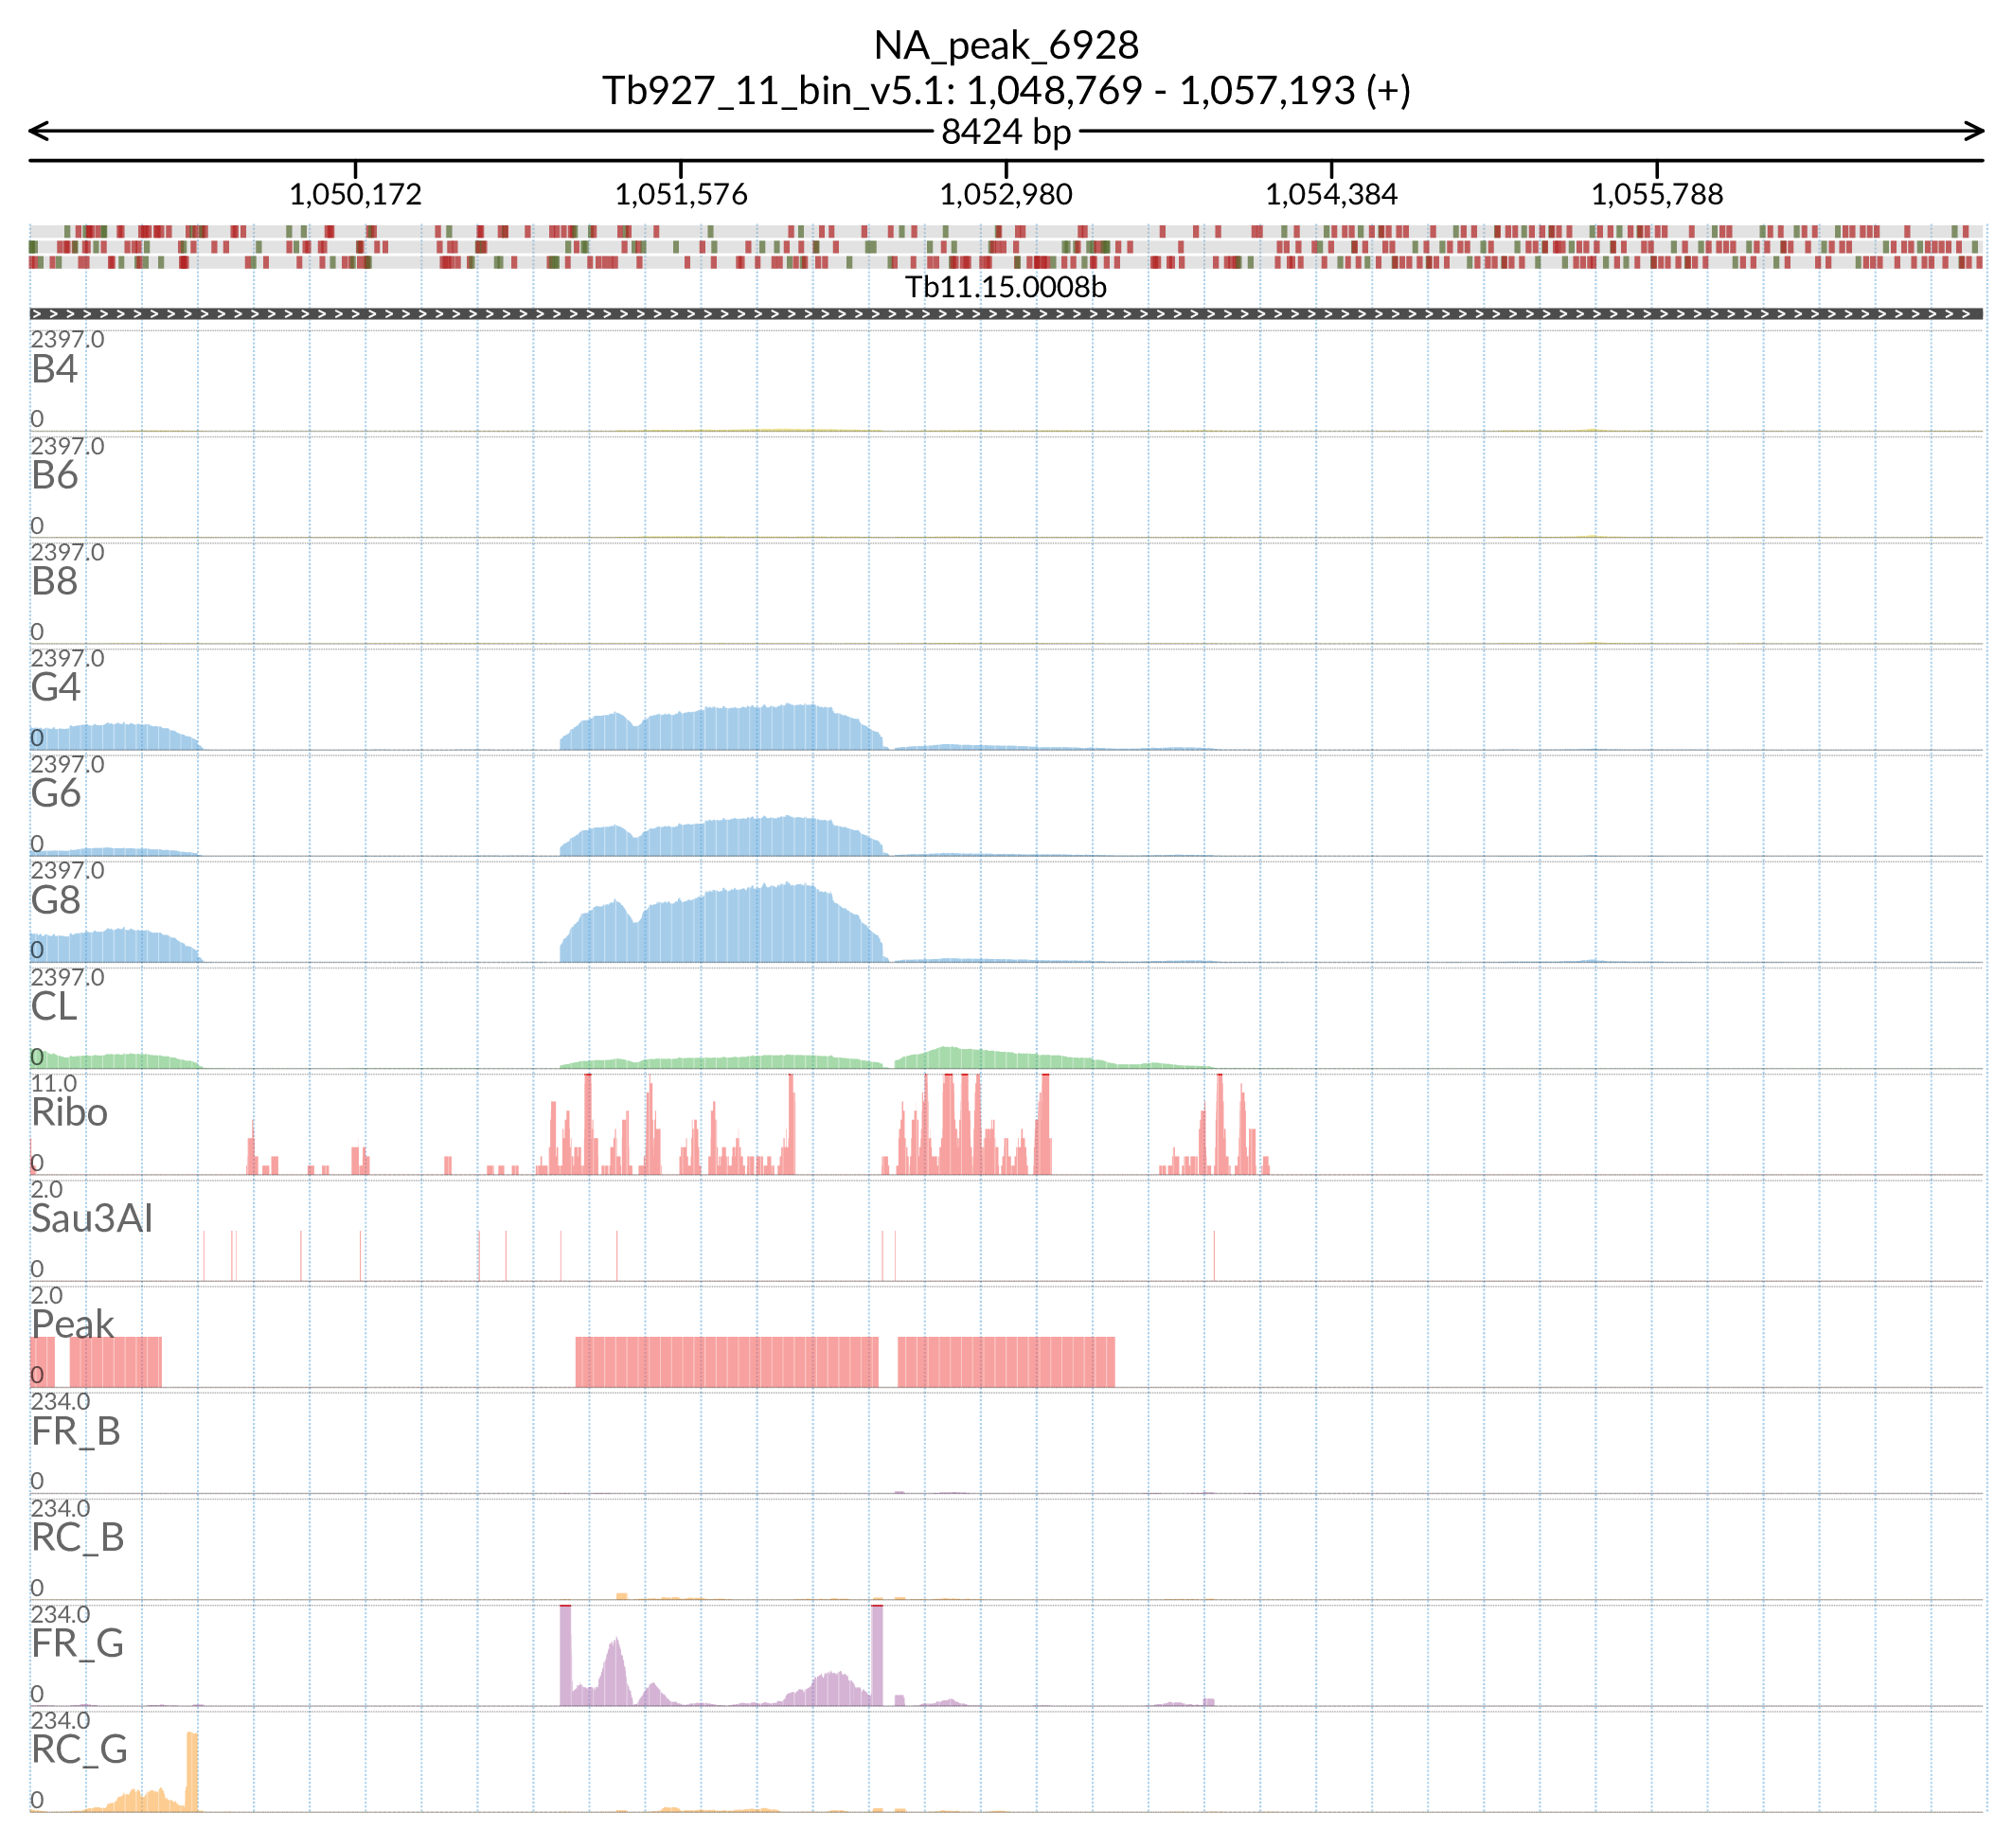 NA_peak_6928
Tb927_11_bin_v5.1: 1,048,769 - 1,057,193 (+)
8424 bp
1,050,172 1,051,576 1,052,980 1,054,384 1,055,788
Tb11.15.0008b
2397.0
B4
0
2397.0
B6
0
2397.0
B8
0
2397.0
G4
0
2397.0
G6
0
2397.0
G8
0
2397.0
CL
0
11.0
Ribo
0
2.0
Sau3AI
0
2.0
Peak
0
234.0
FR_B
0
234.0
RC_B
0
234.0
FR_G
0
234.0
RC_G
0